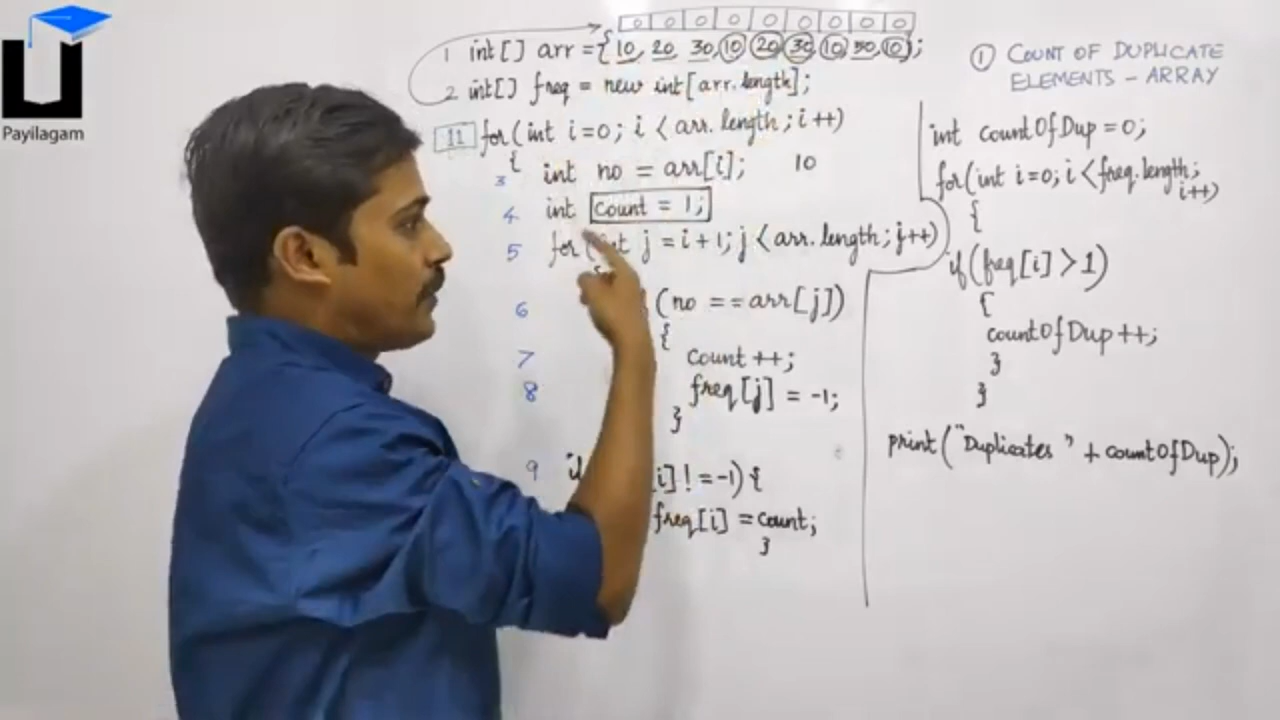 Payilagam
0 0 0 0 0 0 0 0 0
1 int[] arr = { 10, 20, 30, 10, 20, 30, 10, 50, 10 };
2 int[] freq = new int[arr.length];
11 for(int i=0; i < arr.length; i++)
{
3 int no = arr[i]; 10
4 int count = 1;
5 for(int j = i+1; j < arr.length; j++)
{
6 (no == arr[j])
{
7 count ++;
8 freq[j] = -1;
}
9 if [i] != -1) {
freq[i] = count;
}
① COUNT OF DUPLICATE
ELEMENTS - ARRAY
int countOfDup = 0;
for(int i=0; i < freq.length;
i++)
{
if(freq[i] > 1)
{
countOfDup ++;
}
}
print("Duplicates " + countOfDup);